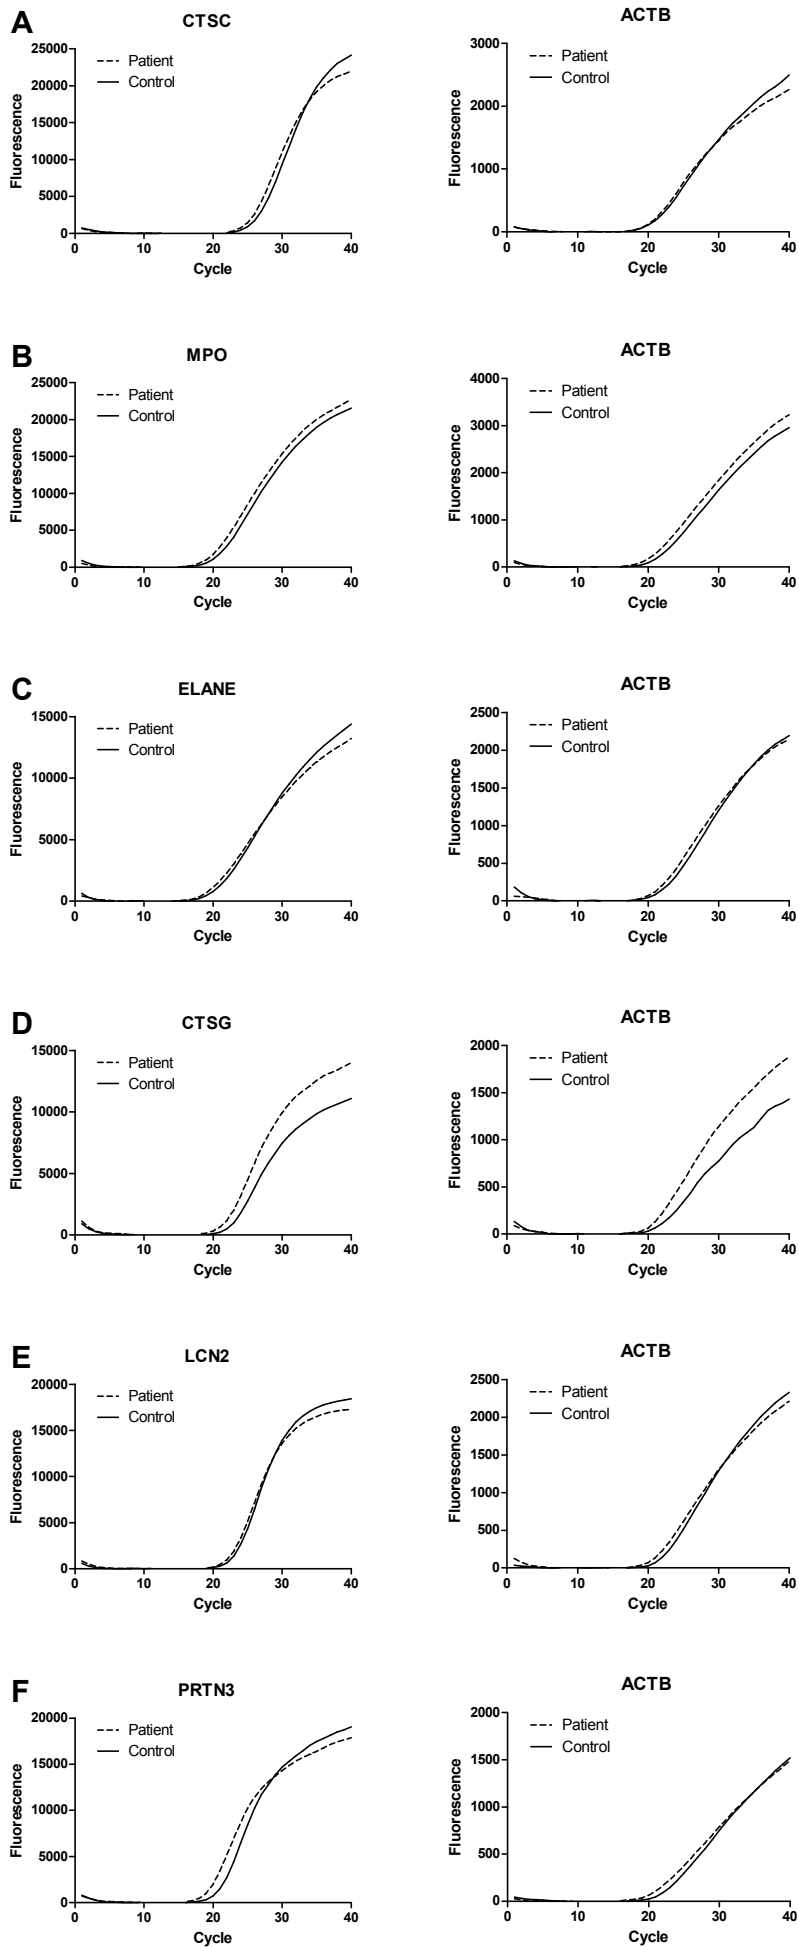 A
CTSC
Fluorescence
25000
20000
15000
10000
5000
0
Patient
Control
0 10 20 30 40
Cycle
ACTB
Fluorescence
3000
2000
1000
0
Patient
Control
0 10 20 30 40
Cycle
B
MPO
Fluorescence
25000
20000
15000
10000
5000
0
Patient
Control
0 10 20 30 40
Cycle
ACTB
Fluorescence
4000
3000
2000
1000
0
Patient
Control
0 10 20 30 40
Cycle
C
ELANE
Fluorescence
15000
10000
5000
0
Patient
Control
0 10 20 30 40
Cycle
ACTB
Fluorescence
2500
2000
1500
1000
500
0
Patient
Control
0 10 20 30 40
Cycle
D
CTSG
Fluorescence
15000
10000
5000
0
Patient
Control
0 10 20 30 40
Cycle
ACTB
Fluorescence
2000
1500
1000
500
0
Patient
Control
0 10 20 30 40
Cycle
E
LCN2
Fluorescence
20000
15000
10000
5000
0
Patient
Control
0 10 20 30 40
Cycle
ACTB
Fluorescence
2500
2000
1500
1000
500
0
Patient
Control
0 10 20 30 40
Cycle
F
PRTN3
Fluorescence
20000
15000
10000
5000
0
Patient
Control
0 10 20 30 40
Cycle
ACTB
Fluorescence
2000
1500
1000
500
0
Patient
Control
0 10 20 30 40
Cycle